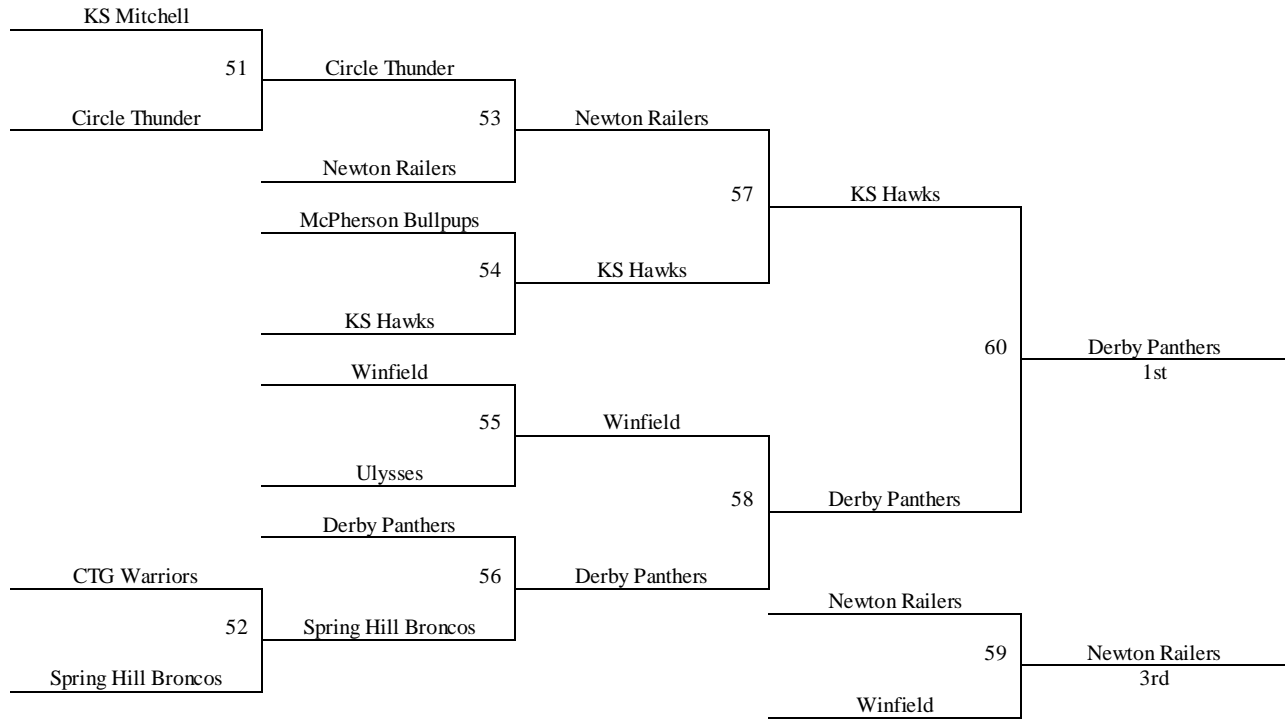 KS Mitchell
51
Circle Thunder
Circle Thunder
53
Newton Railers
Newton Railers
McPherson Bullpups
54
KS Hawks
KS Hawks
57
KS Hawks
Winfield
55
Ulysses
Winfield
Derby Panthers
56
CTG Warriors
52
Spring Hill Broncos
Spring Hill Broncos
Derby Panthers
58
Derby Panthers
60
Derby Panthers
1st
Newton Railers
59
Winfield
Newton Railers
3rd